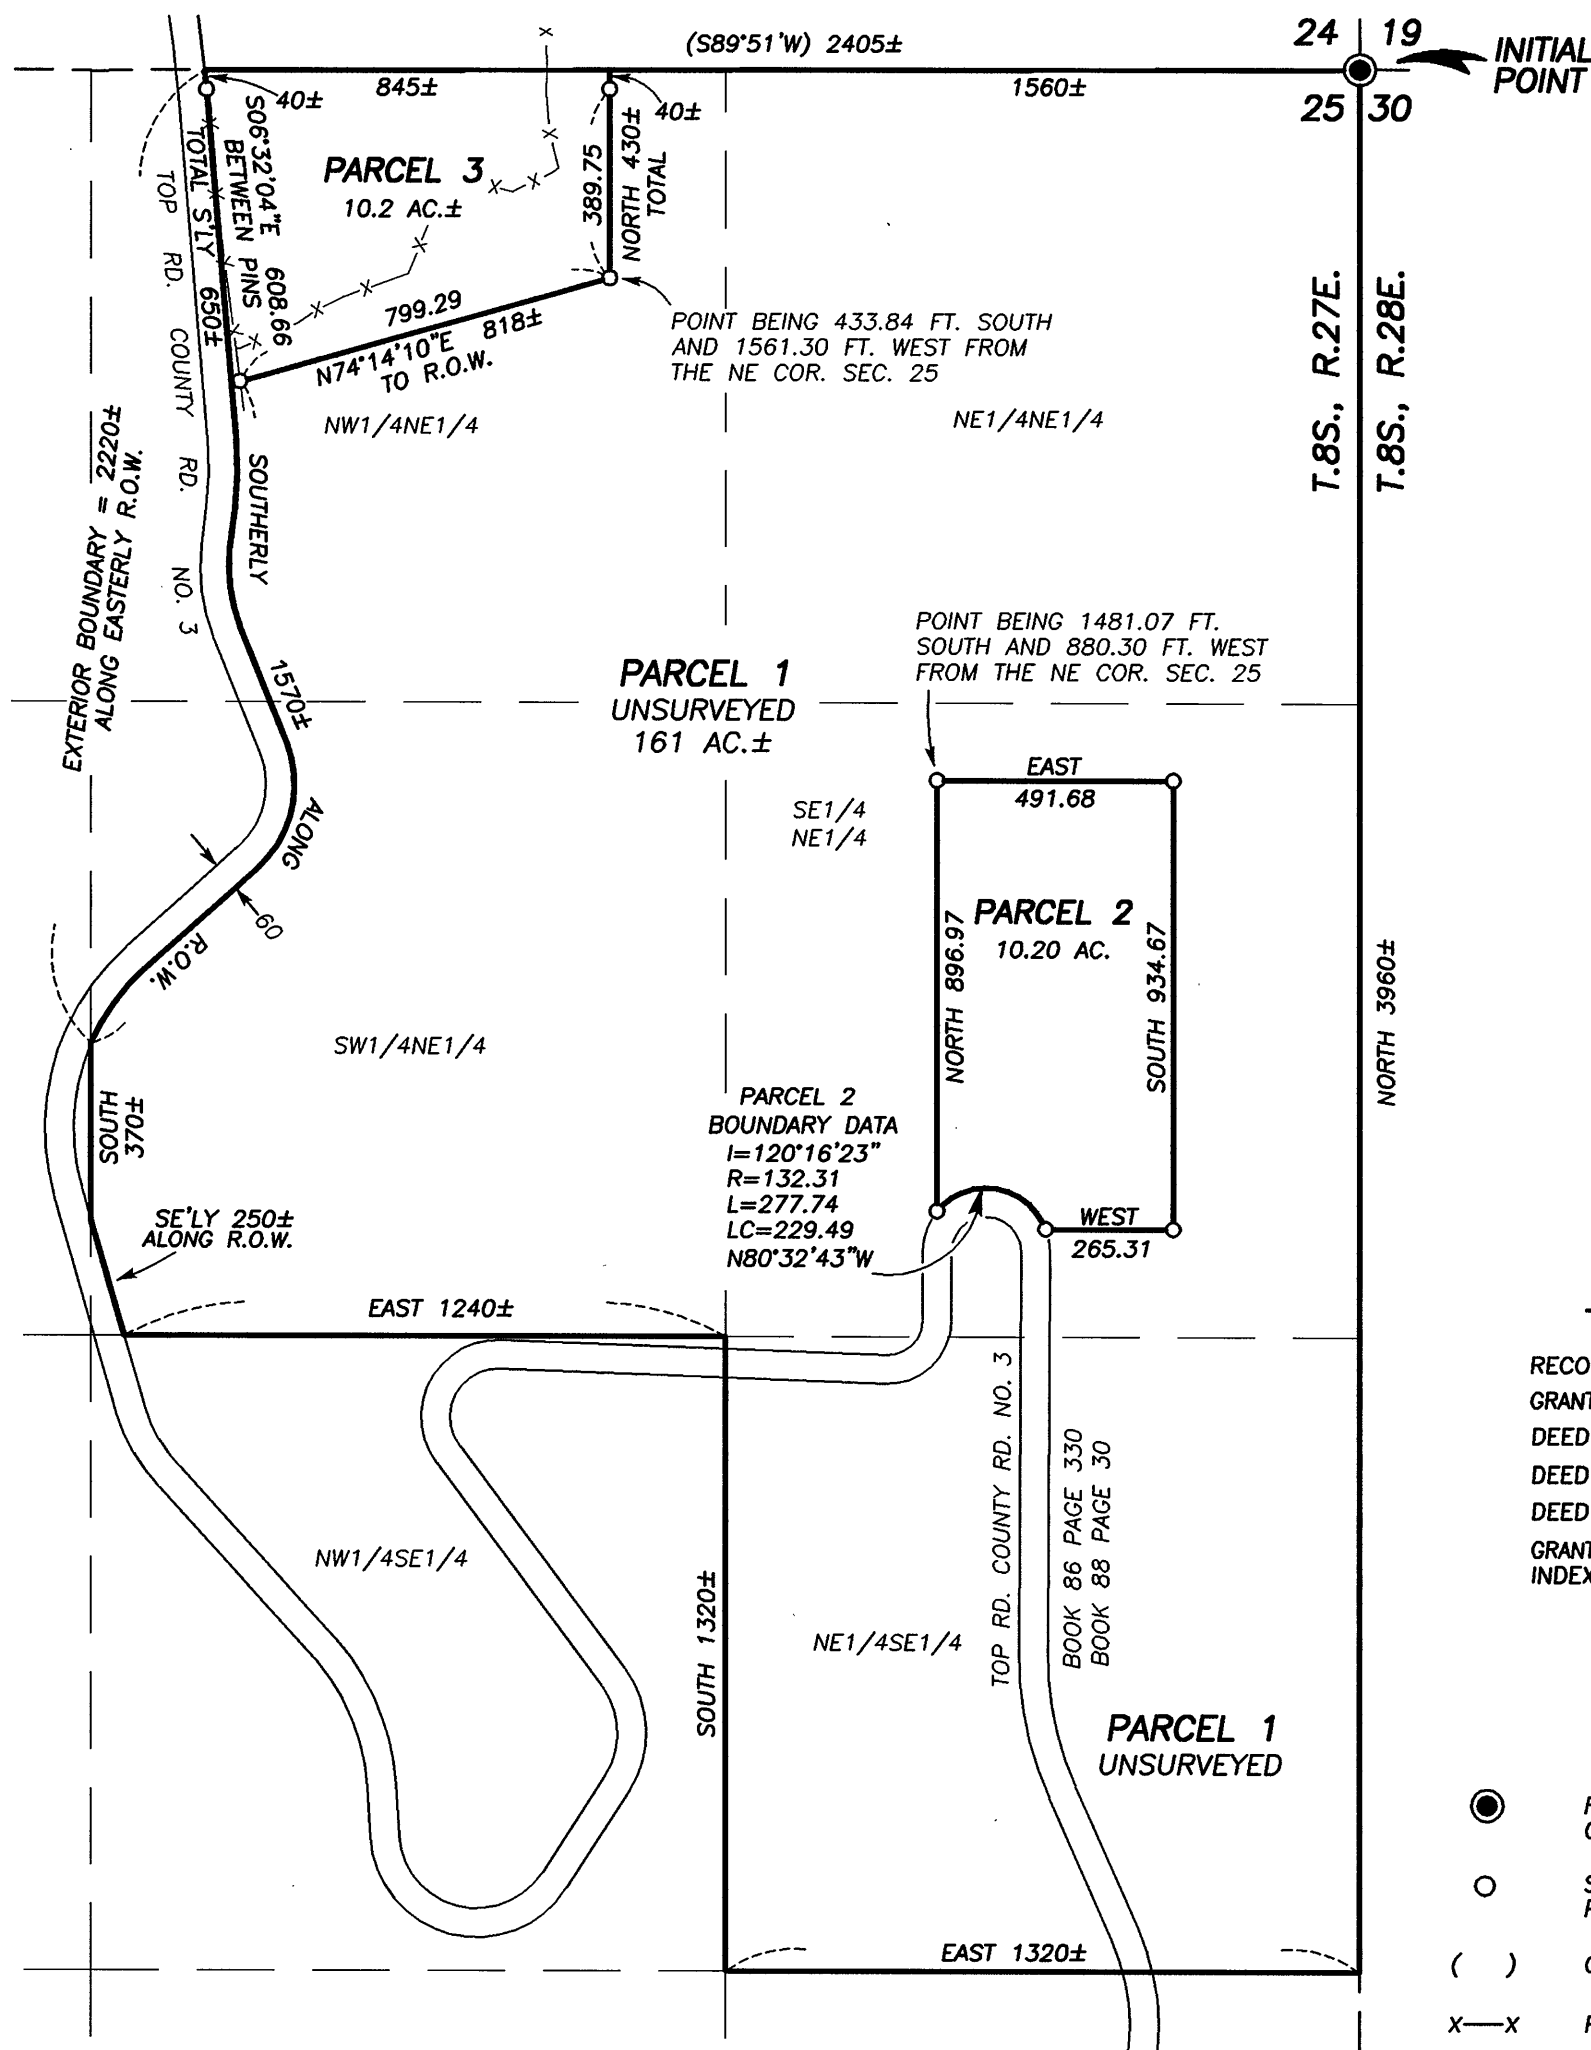 (S89°51'W) 2405±
24
19
INITIAL
POINT
25
30
845±
40±
40±
1560±
S06°32'04"E 608.66
BETWEEN PINS
TOTAL S'LY 650±
TOP RD. COUNTY RD. NO. 3
PARCEL 3
10.2 AC.±
389.75
NORTH 430±
TOTAL
799.29
818±
N74°14'10"E
TO R.O.W.
POINT BEING 433.84 FT. SOUTH
AND 1561.30 FT. WEST FROM
THE NE COR. SEC. 25
NW1/4NE1/4
NE1/4NE1/4
T.8S., R.27E.
T.8S., R.28E.
EXTERIOR BOUNDARY = 2220±
ALONG EASTERLY R.O.W.
SOUTHERLY
1570±
ALONG
R.O.W.
60
PARCEL 1
UNSURVEYED
161 AC.±
POINT BEING 1481.07 FT.
SOUTH AND 880.30 FT. WEST
FROM THE NE COR. SEC. 25
EAST
491.68
SE1/4
NE1/4
PARCEL 2
10.20 AC.
NORTH 896.97
SOUTH 934.67
NORTH 3960±
SW1/4NE1/4
SOUTH
370±
PARCEL 2
BOUNDARY DATA
I=120°16'23"
R=132.31
L=277.74
LC=229.49
N80°32'43"W
WEST
265.31
SE'LY 250±
ALONG R.O.W.
EAST 1240±
RECO
GRANT
DEED
DEED
DEED
GRANT
INDEX
TOP RD. COUNTY RD. NO. 3
BOOK 86 PAGE 330
BOOK 88 PAGE 30
NW1/4SE1/4
SOUTH 1320±
NE1/4SE1/4
PARCEL 1
UNSURVEYED
EAST 1320±
( )
x—x